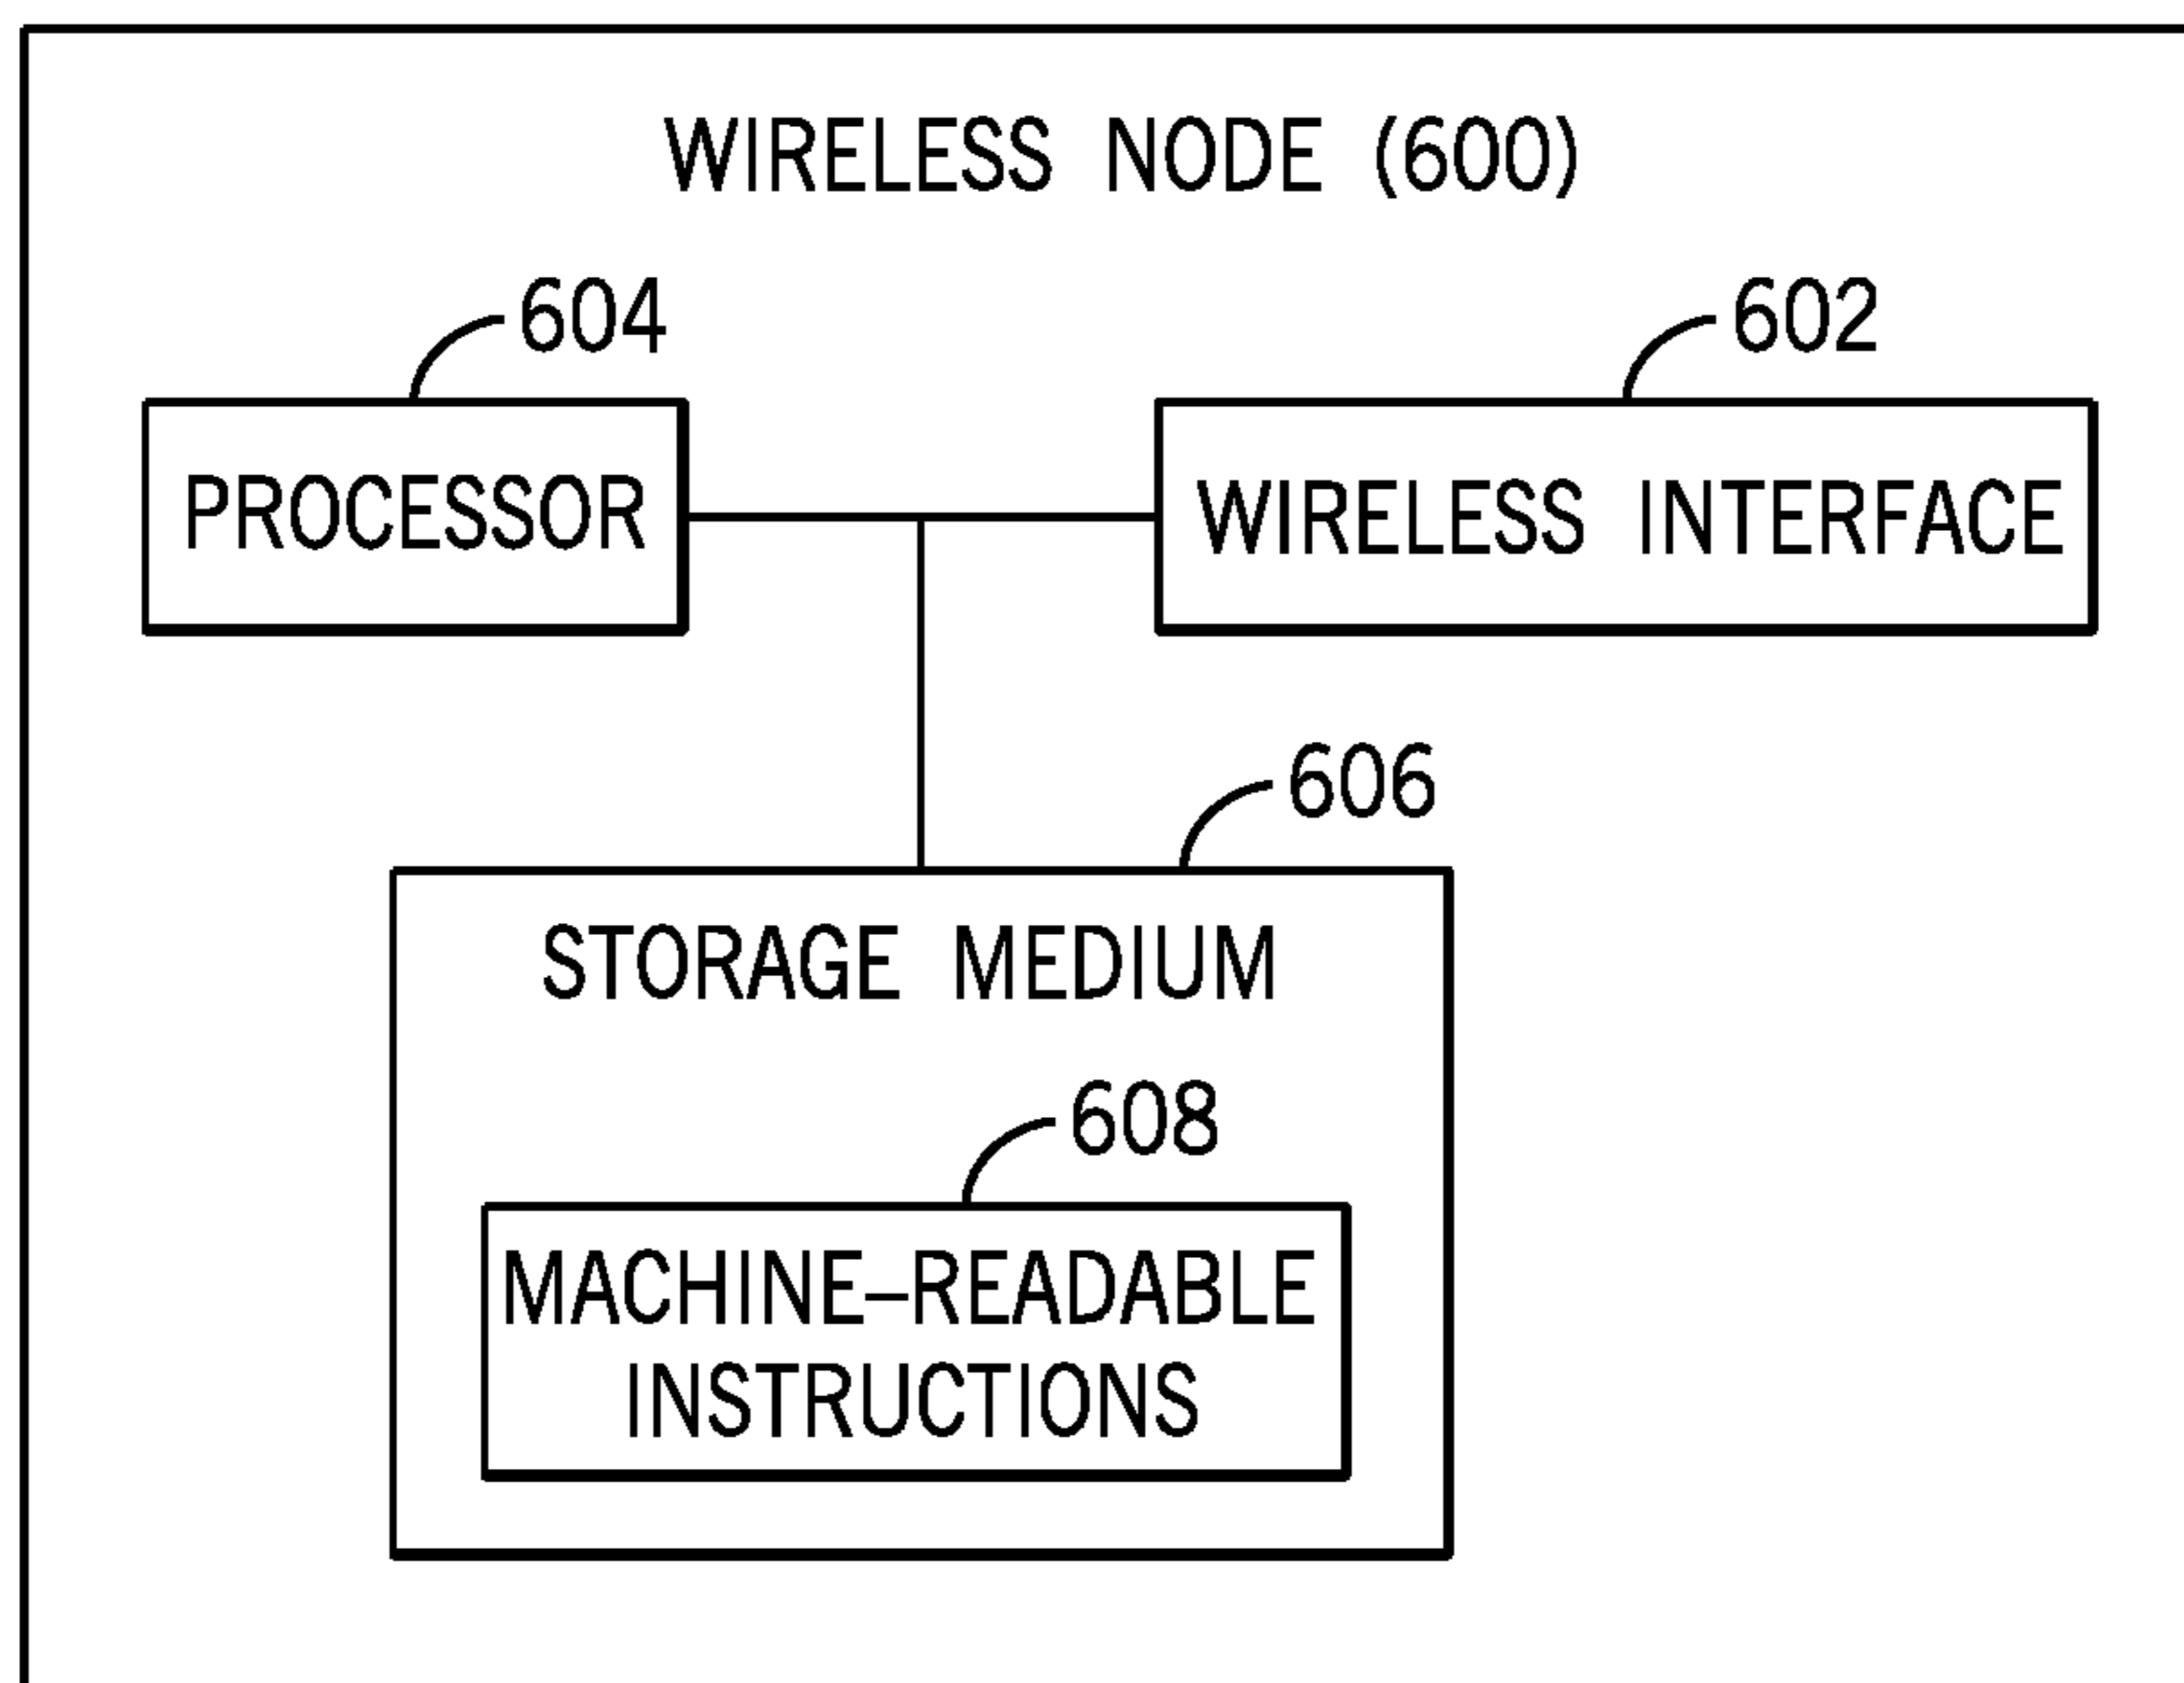 WIRELESS NODE (600)
604
602
PROCESSOR
WIRELESS INTERFACE
606
STORAGE MEDIUM
608
MACHINE–READABLE
INSTRUCTIONS